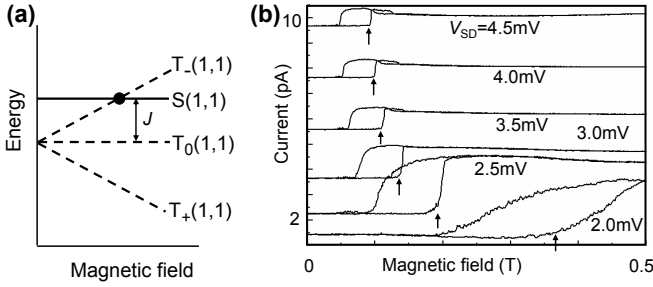 (a)
Energy
T₋(1,1)
S(1,1)
J
T₀(1,1)
T₊(1,1)
Magnetic field
(b)
Current (pA)
10
2
V_SD=4.5mV
4.0mV
3.5mV
3.0mV
2.5mV
2.0mV
0
Magnetic field (T)
0.5